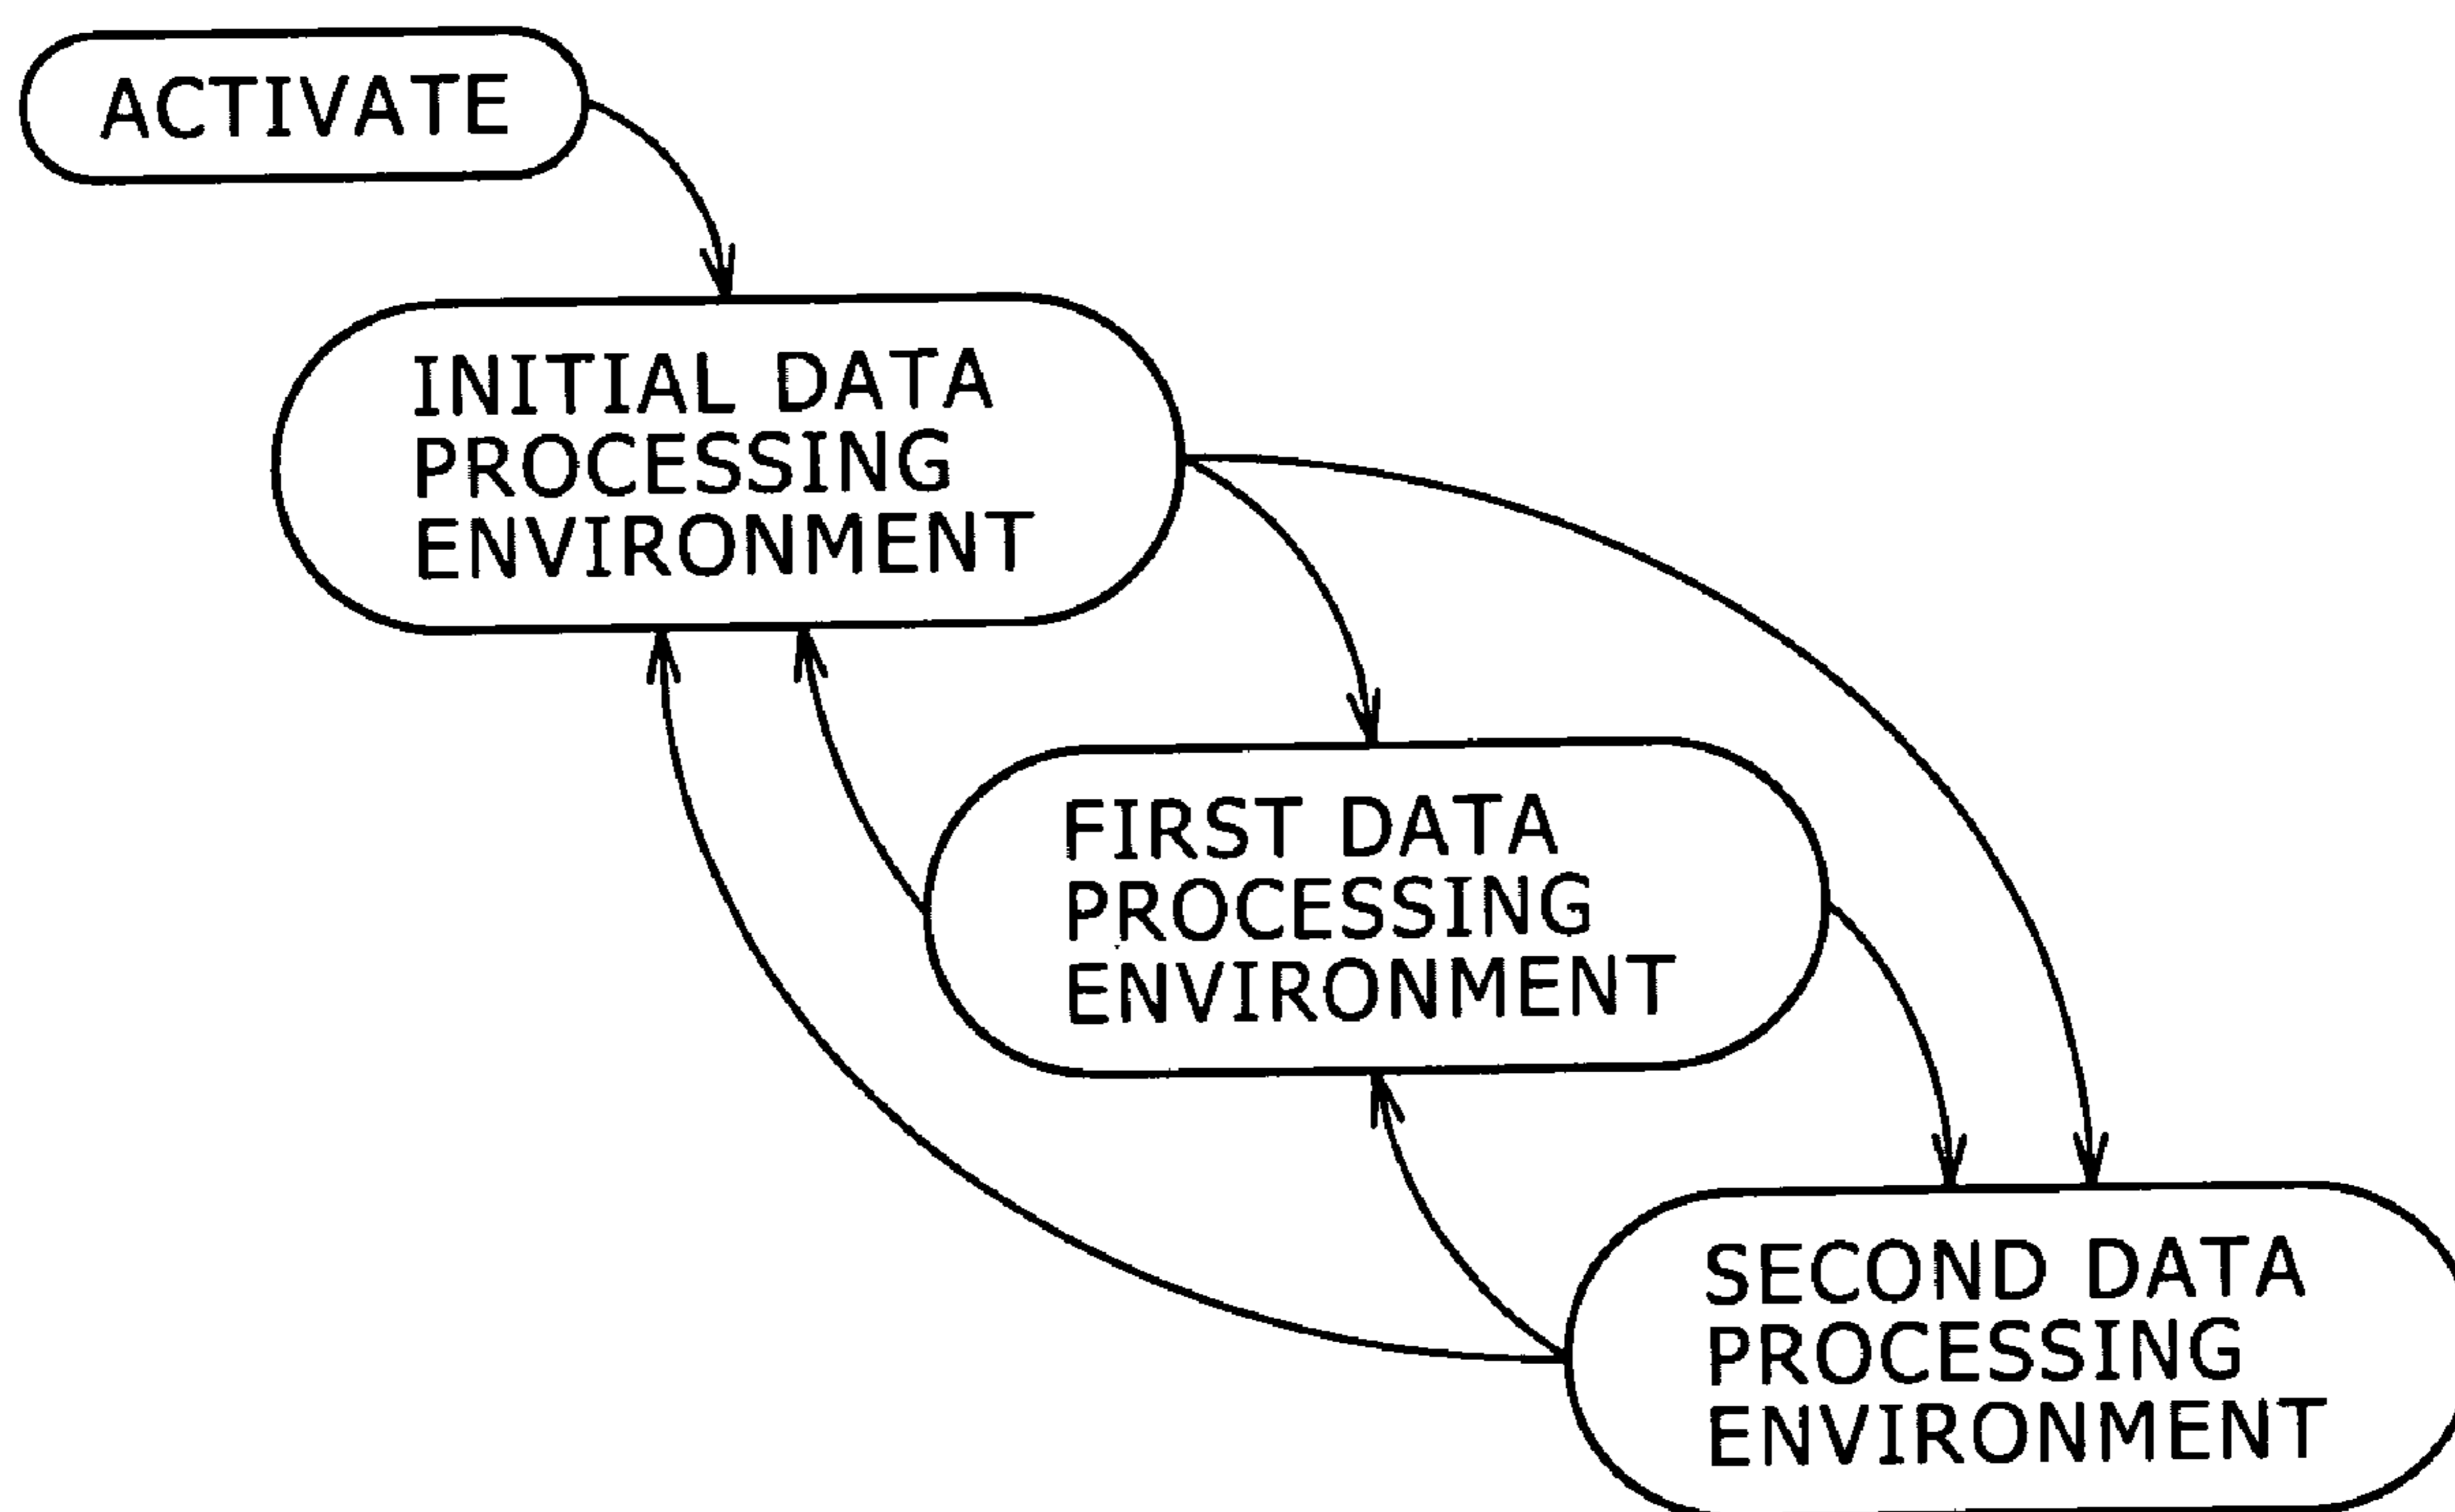 ACTIVATE
INITIAL DATA
PROCESSING
ENVIRONMENT
FIRST DATA
PROCESSING
ENVIRONMENT
SECOND DATA
PROCESSING
ENVIRONMENT